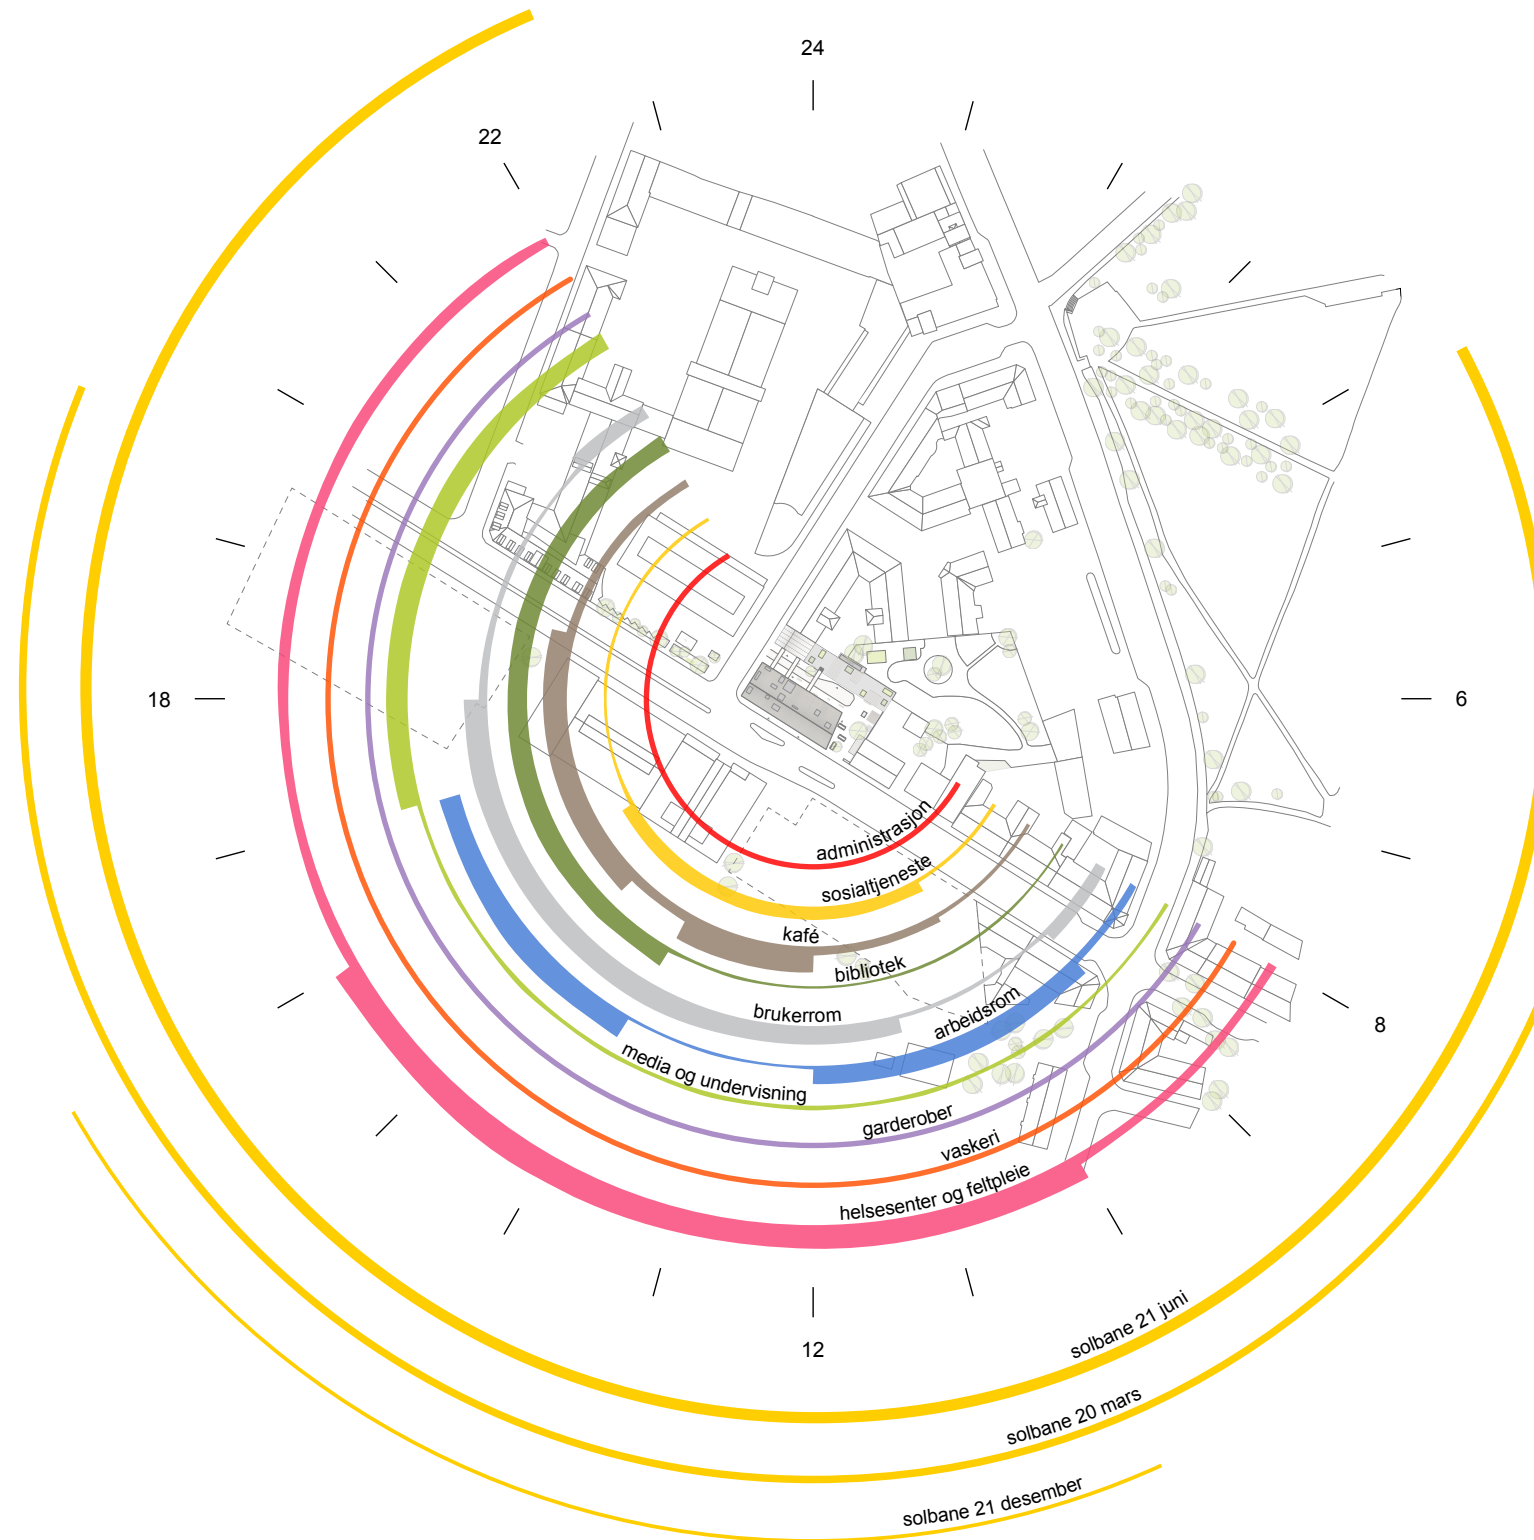 24
22
18
6
administrasjon
sosialtjeneste
kafé
bibliotek
brukerrom
arbeidsrom
8
media og undervisning
garderober
vaskeri
helsesenter og feltpleie
12
solbane 21 juni
solbane 20 mars
solbane 21 desember